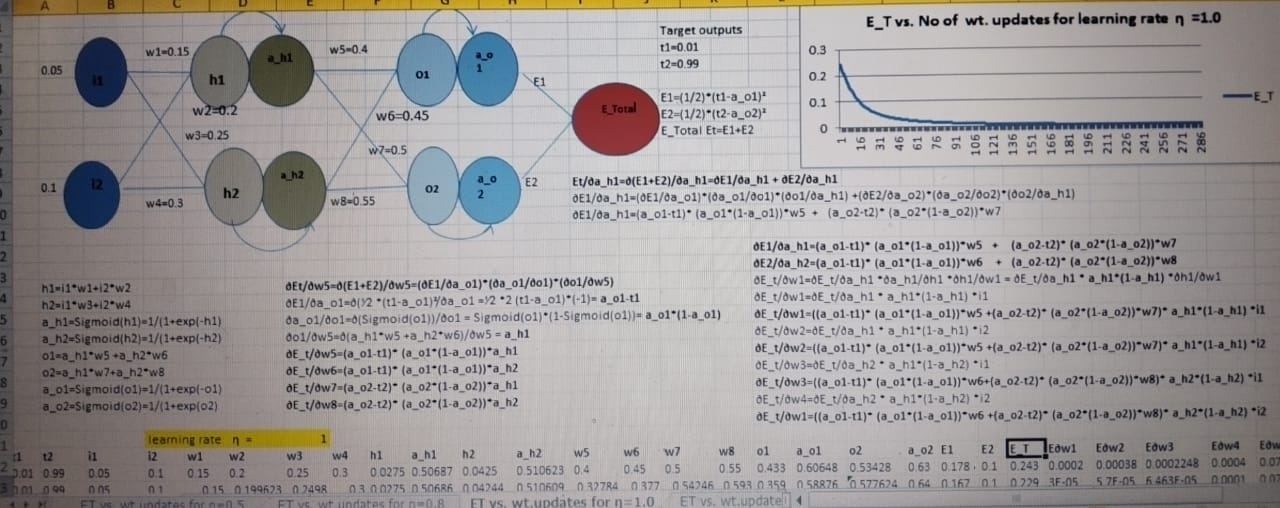 A B C D E F G H I J K L M N O P Q R S T
w1=0.15
w5=0.4
Target outputs
t1=0.01
t2=0.99
0.05
i1
h1
a_h1
O1
a_o
1
E1
w2=0.2
w3=0.25
w6=0.45
w7=0.5
E_Total
E1=(1/2)*(t1-a_o1)²
E2=(1/2)*(t2-a_o2)²
E_Total Et=E1+E2
0.1
i2
w4=0.3
h2
a_h2
w8=0.55
O2
a_o
2
E2
E_T vs. No of wt. updates for learning rate η =1.0
0.3
0.2
0.1
0
1 16 31 46 61 76 91 106 121 136 151 166 181 196 211 226 241 256 271 286
E_T
Et/∂a_h1=∂(E1+E2)/∂a_h1=∂E1/∂a_h1 + ∂E2/∂a_h1
∂E1/∂a_h1=(∂E1/∂a_o1)*(∂a_o1/∂o1)*(∂o1/∂a_h1) +(∂E2/∂a_o2)*(∂a_o2/∂o2)*(∂o2/∂a_h1)
∂E1/∂a_h1=(a_o1-t1)* (a_o1*(1-a_o1))*w5 + (a_o2-t2)* (a_o2*(1-a_o2))*w7
∂E1/∂a_h1=(a_o1-t1)* (a_o1*(1-a_o1))*w5 + (a_o2-t2)* (a_o2*(1-a_o2))*w7
∂E2/∂a_h2=(a_o1-t1)* (a_o1*(1-a_o1))*w6 + (a_o2-t2)* (a_o2*(1-a_o2))*w8
∂E_t/∂w1=∂E_t/∂a_h1 *∂a_h1/∂h1 *∂h1/∂w1 = ∂E_t/∂a_h1 * a_h1*(1-a_h1) *∂h1/∂w1
∂E_t/∂w1=∂E_t/∂a_h1 * a_h1*(1-a_h1) *i1
∂E_t/∂w1=((a_o1-t1)* (a_o1*(1-a_o1))*w5 +(a_o2-t2)* (a_o2*(1-a_o2))*w7)* a_h1*(1-a_h1) *i1
∂E_t/∂w2=∂E_t/∂a_h1 * a_h1*(1-a_h1) *i2
∂E_t/∂w2=((a_o1-t1)* (a_o1*(1-a_o1))*w5 +(a_o2-t2)* (a_o2*(1-a_o2))*w7)* a_h1*(1-a_h1) *i2
∂E_t/∂w3=∂E_t/∂a_h2 * a_h2*(1-a_h2) *i1
∂E_t/∂w3=((a_o1-t1)* (a_o1*(1-a_o1))*w6+(a_o2-t2)* (a_o2*(1-a_o2))*w8)* a_h2*(1-a_h2) *i1
∂E_t/∂w4=∂E_t/∂a_h2 * a_h2*(1-a_h2) *i2
∂E_t/∂w1=((a_o1-t1)* (a_o1*(1-a_o1))*w6 +(a_o2-t2)* (a_o2*(1-a_o2))*w8)* a_h2*(1-a_h2) *i2
h1=i1*w1+i2*w2
h2=i1*w3+i2*w4
a_h1=Sigmoid(h1)=1/(1+exp(-h1)
a_h2=Sigmoid(h2)=1/(1+exp(-h2)
o1=a_h1*w5 +a_h2*w6
o2=a_h1*w7+a_h2*w8
a_o1=Sigmoid(o1)=1/(1+exp(-o1)
a_o2=Sigmoid(o2)=1/(1+exp(o2)
∂Et/∂w5=∂(E1+E2)/∂w5=(∂E1/∂a_o1)*(∂a_o1/∂o1)*(∂o1/∂w5)
∂E1/∂a_o1=∂(½ *(t1-a_o1)²/∂a_o1 =½ *2 *(t1-a_o1)*(-1)= a_o1-t1
∂a_o1/∂o1=∂(Sigmoid(o1))/∂o1 = Sigmoid(o1)*(1-Sigmoid(o1))= a_o1*(1-a_o1)
∂o1/∂w5=∂(a_h1*w5 +a_h2*w6)/∂w5 = a_h1
∂E_t/∂w5=(a_o1-t1)* (a_o1*(1-a_o1))*a_h1
∂E_t/∂w6=(a_o1-t1)* (a_o1*(1-a_o1))*a_h2
∂E_t/∂w7=(a_o2-t2)* (a_o2*(1-a_o2))*a_h1
∂E_t/∂w8=(a_o2-t2)* (a_o2*(1-a_o2))*a_h2
learning rate η = 1
t1 t2 i1 i2 w1 w2 w3 w4 h1 a_h1 h2 a_h2 w5 w6 w7 w8 o1 a_o1 o2 a_o2 E1 E2 E_T E∂w1 E∂w2 E∂w3 E∂w4 E∂w
0.01 0.99 0.05 0.1 0.15 0.2 0.25 0.3 0.0275 0.50687 0.0425 0.510623 0.4 0.45 0.5 0.55 0.433 0.60648 0.53428 0.63 0.178 0.1 0.243 0.0002 0.00038 0.0002248 0.0004 0.07
0.01 0.99 0.05 0.1 0.15 0.199623 0.2498 0.3 0.0275 0.50686 0.04244 0.510609 0.32784 0.377 0.54246 0.593 0.359 0.58876 0.577624 0.64 0.167 0.1 0.229 3E-05 5.7E-05 6.463E-05 0.0001 0.07
ET vs. wt.updates for η=0.5 ET vs. wt.updates for η=0.8 ET vs. wt.updates for η=1.0 ET vs. wt.update